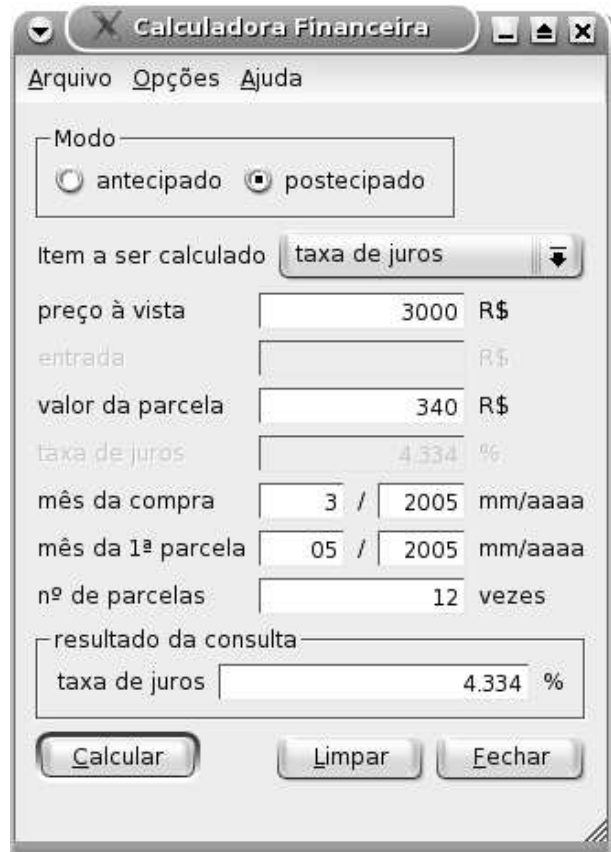 Calculadora Financeira
Arquivo Opções Ajuda
Modo
antecipado postecipado
Item a ser calculado taxa de juros
preço à vista 3000 R$
entrada R$
valor da parcela 340 R$
taxa de juros 4.334 %
mês da compra 3 / 2005 mm/aaaa
mês da 1ª parcela 05 / 2005 mm/aaaa
nº de parcelas 12 vezes
resultado da consulta
taxa de juros 4.334 %
Calcular Limpar Fechar